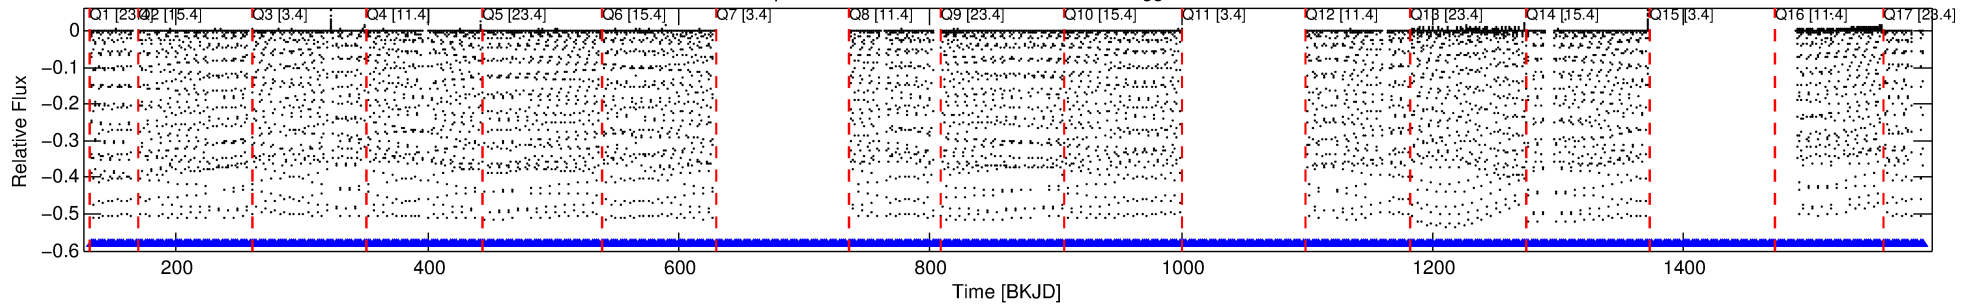 Q1 [23.4] Q2 [15.4] Q3 [3.4] Q4 [11.4] Q5 [23.4] Q6 [15.4] Q7 [3.4] Q8 [11.4] Q9 [23.4] Q10 [15.4] Q11 [3.4] Q12 [11.4] Q13 [23.4] Q14 [15.4] Q15 [3.4] Q16 [11.4] Q17 [23.4]
0
−0.1
−0.2
−0.3
−0.4
−0.5
−0.6
Relative Flux
200 400 600 800 1000 1200 1400
Time [BKJD]